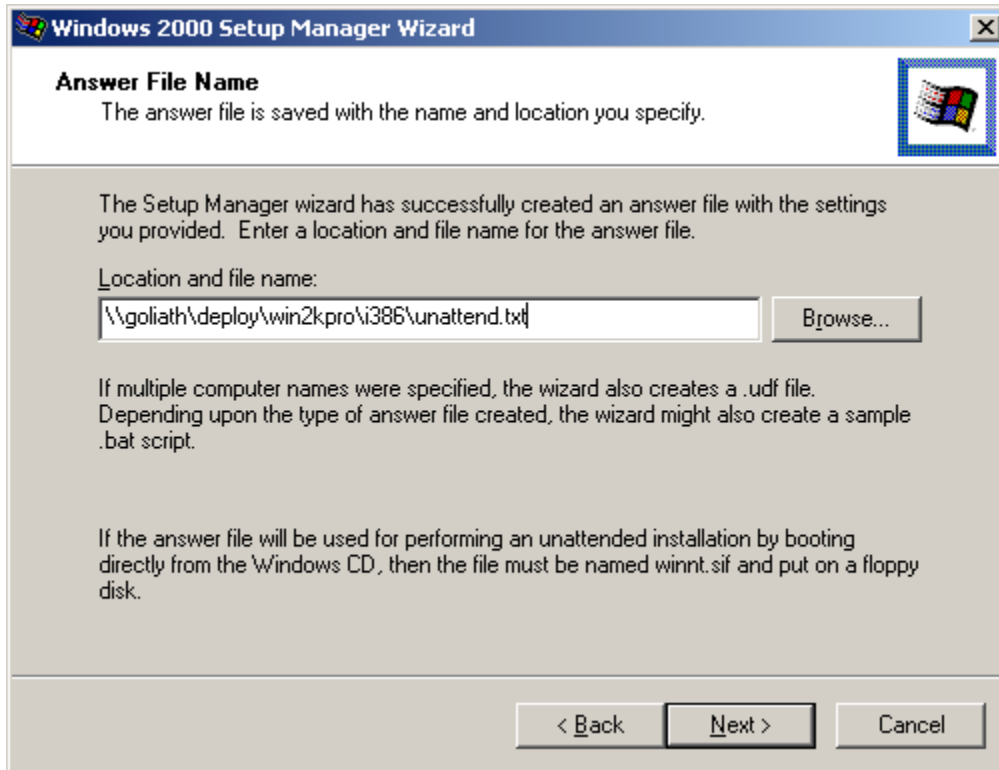 Windows 2000 Setup Manager Wizard
Answer File Name
The answer file is saved with the name and location you specify.
The Setup Manager wizard has successfully created an answer file with the settings
you provided.  Enter a location and file name for the answer file.
Location and file name:
\\goliath\deploy\win2kpro\i386\unattend.txt
Browse...
If multiple computer names were specified, the wizard also creates a .udf file.
Depending upon the type of answer file created, the wizard might also create a sample
.bat script.
If the answer file will be used for performing an unattended installation by booting
directly from the Windows CD, then the file must be named winnt.sif and put on a floppy
disk.
< Back
Next >
Cancel